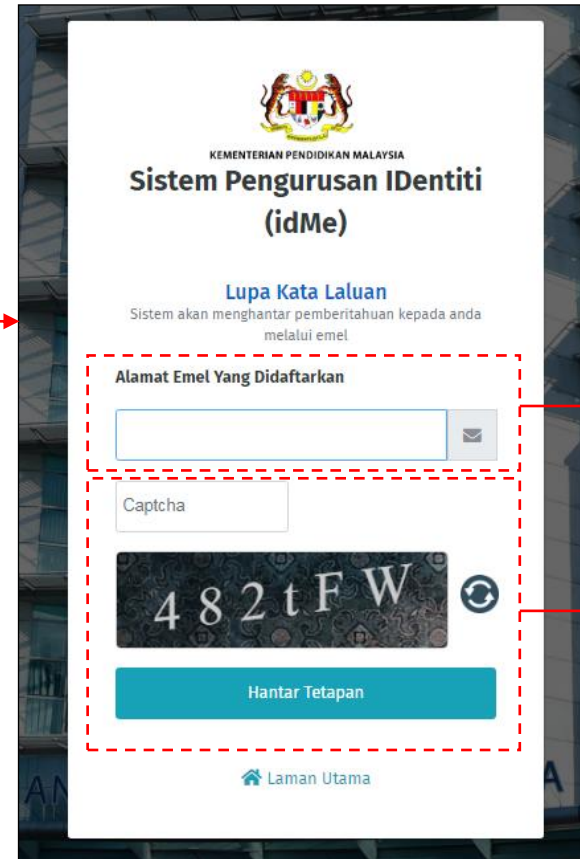 KEMENTERIAN PENDIDIKAN MALAYSIA
Sistem Pengurusan IDentiti
(idMe)
Lupa Kata Laluan
Sistem akan menghantar pemberitahuan kepada anda
melalui emel
Alamat Emel Yang Didaftarkan
Captcha
482tFW
Hantar Tetapan
Laman Utama
AN
A